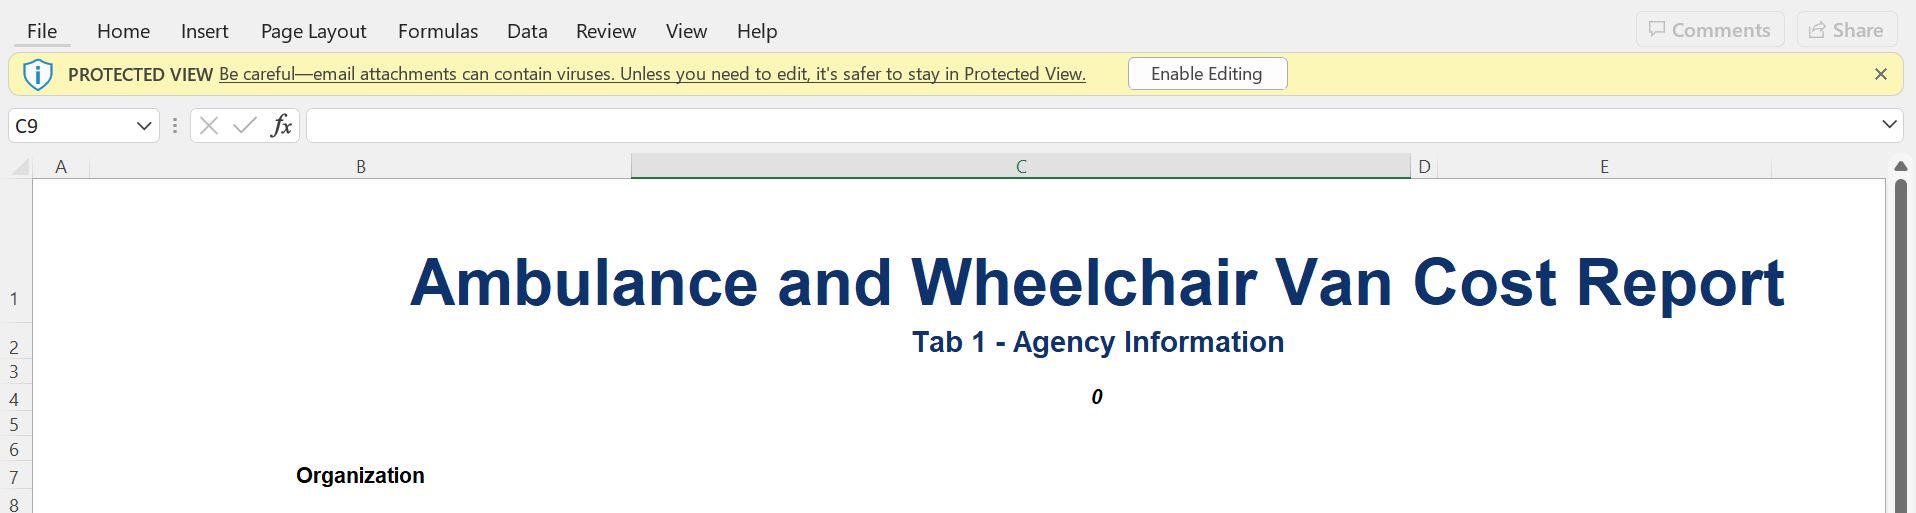 File Home Insert Page Layout Formulas Data Review View Help Comments Share
PROTECTED VIEW Be careful—email attachments can contain viruses. Unless you need to edit, it's safer to stay in Protected View. Enable Editing
C9 fx
A B C D E
1 Ambulance and Wheelchair Van Cost Report
2 Tab 1 - Agency Information
3
4 0
5
6
7 Organization
8